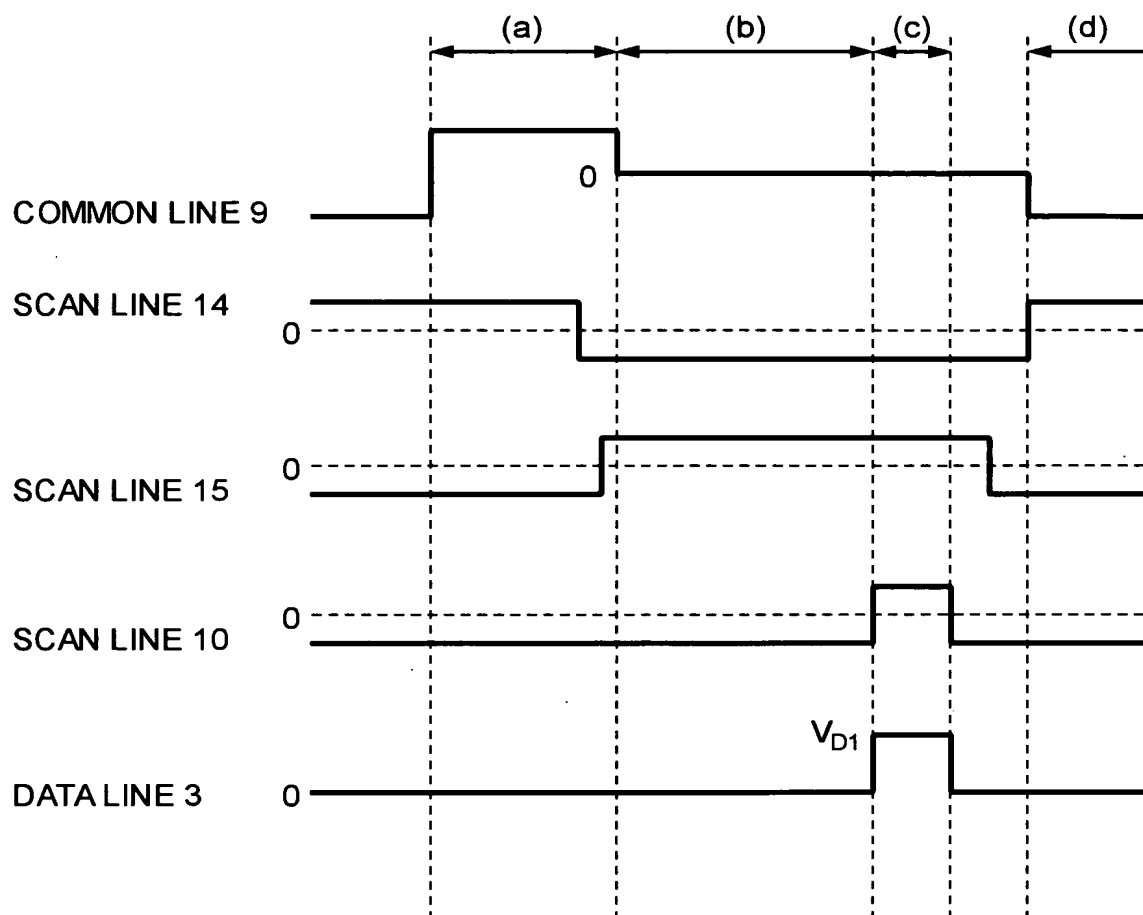 (a) (b) (c) (d)
0
COMMON LINE 9
SCAN LINE 14
0
0
SCAN LINE 15
0
SCAN LINE 10
VD1
DATA LINE 3 0